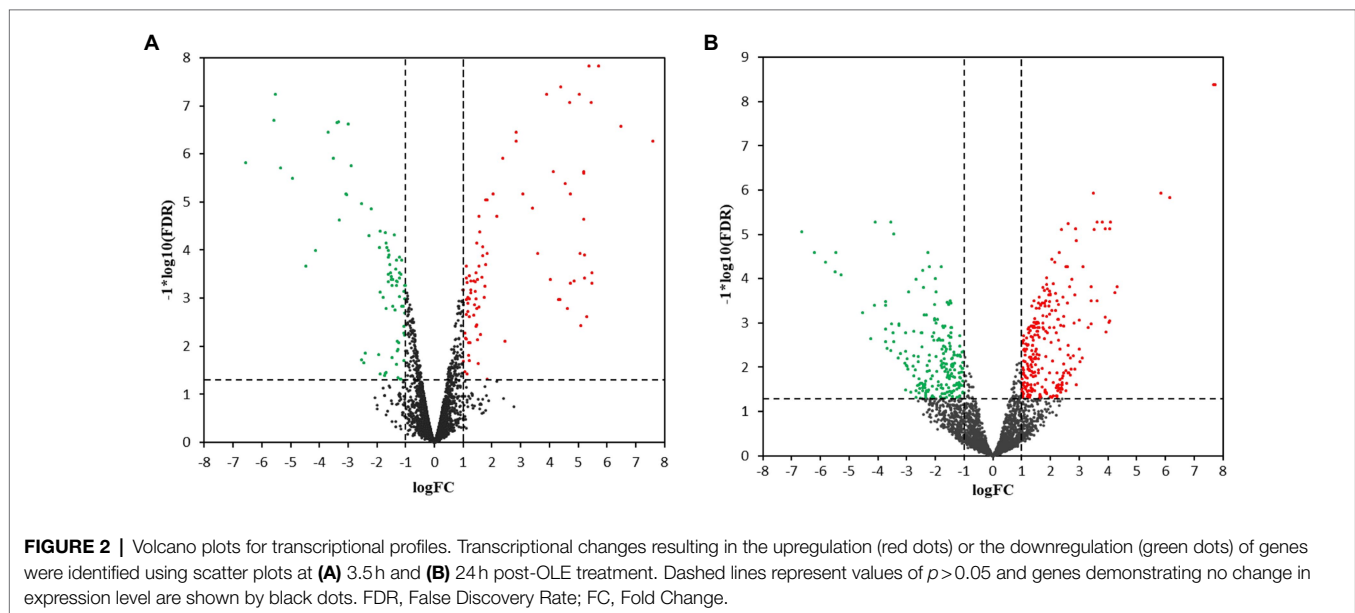 A
8
7
6
5
4
3
2
1
0
-1*log10(FDR)
-8 -7 -6 -5 -4 -3 -2 -1 0 1 2 3 4 5 6 7 8
logFC
B
9
8
7
6
5
4
3
2
1
0
-1*log10(FDR)
-8 -7 -6 -5 -4 -3 -2 -1 0 1 2 3 4 5 6 7 8
logFC
FIGURE 2 | Volcano plots for transcriptional profiles. Transcriptional changes resulting in the upregulation (red dots) or the downregulation (green dots) of genes
were identified using scatter plots at (A) 3.5 h and (B) 24 h post-OLE treatment. Dashed lines represent values of p > 0.05 and genes demonstrating no change in
expression level are shown by black dots. FDR, False Discovery Rate; FC, Fold Change.